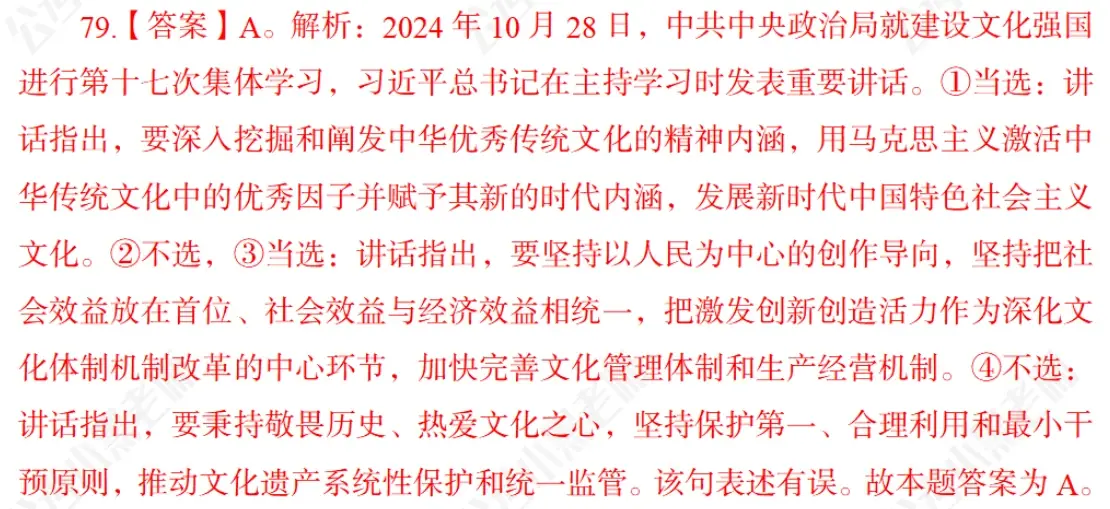 79.【答案】A。解析：2024 年 10 月 28 日，中共中央政治局就建设文化强国
进行第十七次集体学习，习近平总书记在主持学习时发表重要讲话。①当选：讲
话指出，要深入挖掘和阐发中华优秀传统文化的精神内涵，用马克思主义激活中
华传统文化中的优秀因子并赋予其新的时代内涵，发展新时代中国特色社会主义
文化。②不选，③当选：讲话指出，要坚持以人民为中心的创作导向，坚持把社
会效益放在首位、社会效益与经济效益相统一，把激发创新创造活力作为深化文
化体制机制改革的中心环节，加快完善文化管理体制和生产经营机制。④不选：
讲话指出，要秉持敬畏历史、热爱文化之心，坚持保护第一、合理利用和最小干
预原则，推动文化遗产系统性保护和统一监管。该句表述有误。故本题答案为 A。